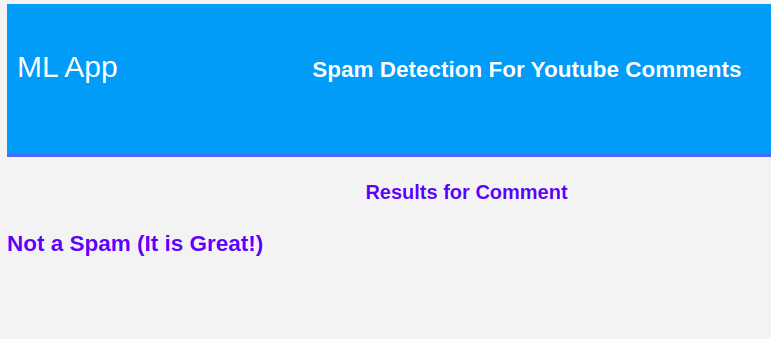 ML App
Spam Detection For Youtube Comments
Results for Comment
Not a Spam (It is Great!)